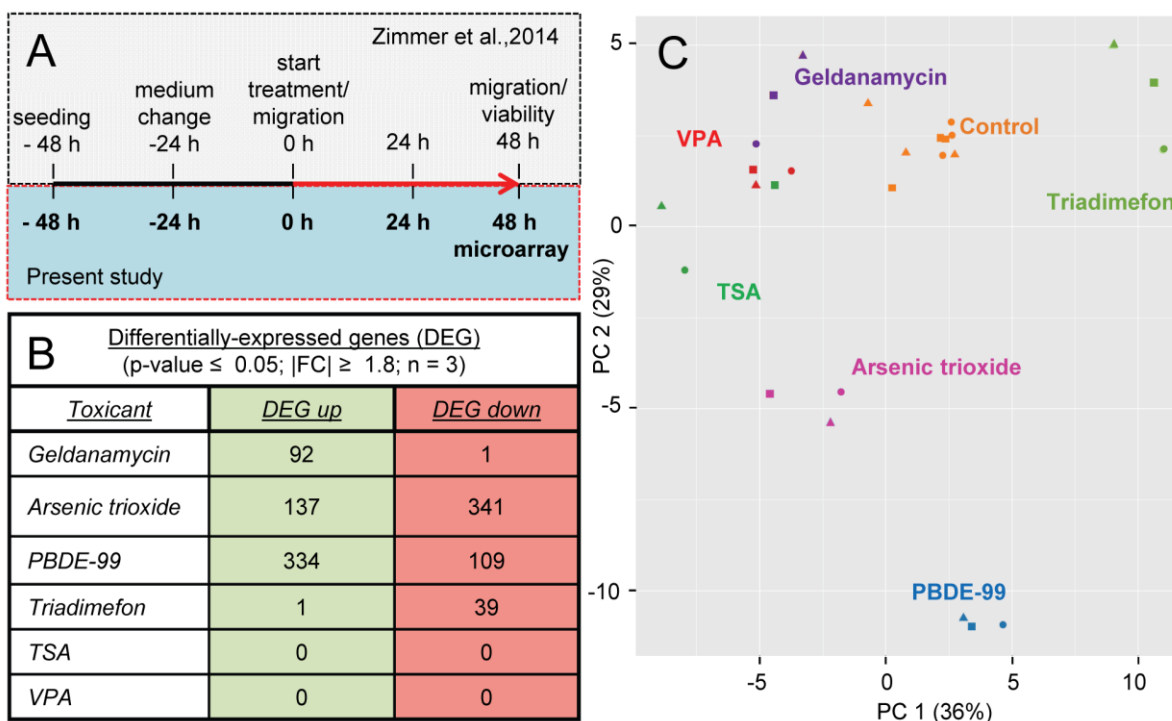 A
Zimmer et al.,2014
start
medium treatment/ migration/
seeding change migration viability
- 48 h -24 h 0 h 24 h 48 h
- 48 h -24 h 0 h 24 h 48 h
microarray
Present study
B
Differentially-expressed genes (DEG)
(p-value ≤ 0.05; |FC| ≥ 1.8; n = 3)
Toxicant DEG up DEG down
Geldanamycin 92 1
Arsenic trioxide 137 341
PBDE-99 334 109
Triadimefon 1 39
TSA 0 0
VPA 0 0
C
5
Geldanamycin
Control
VPA
Triadimefon
0
TSA
PC 2 (29%)
Arsenic trioxide
-5
PBDE-99
-10
-5 0 5 10
PC 1 (36%)